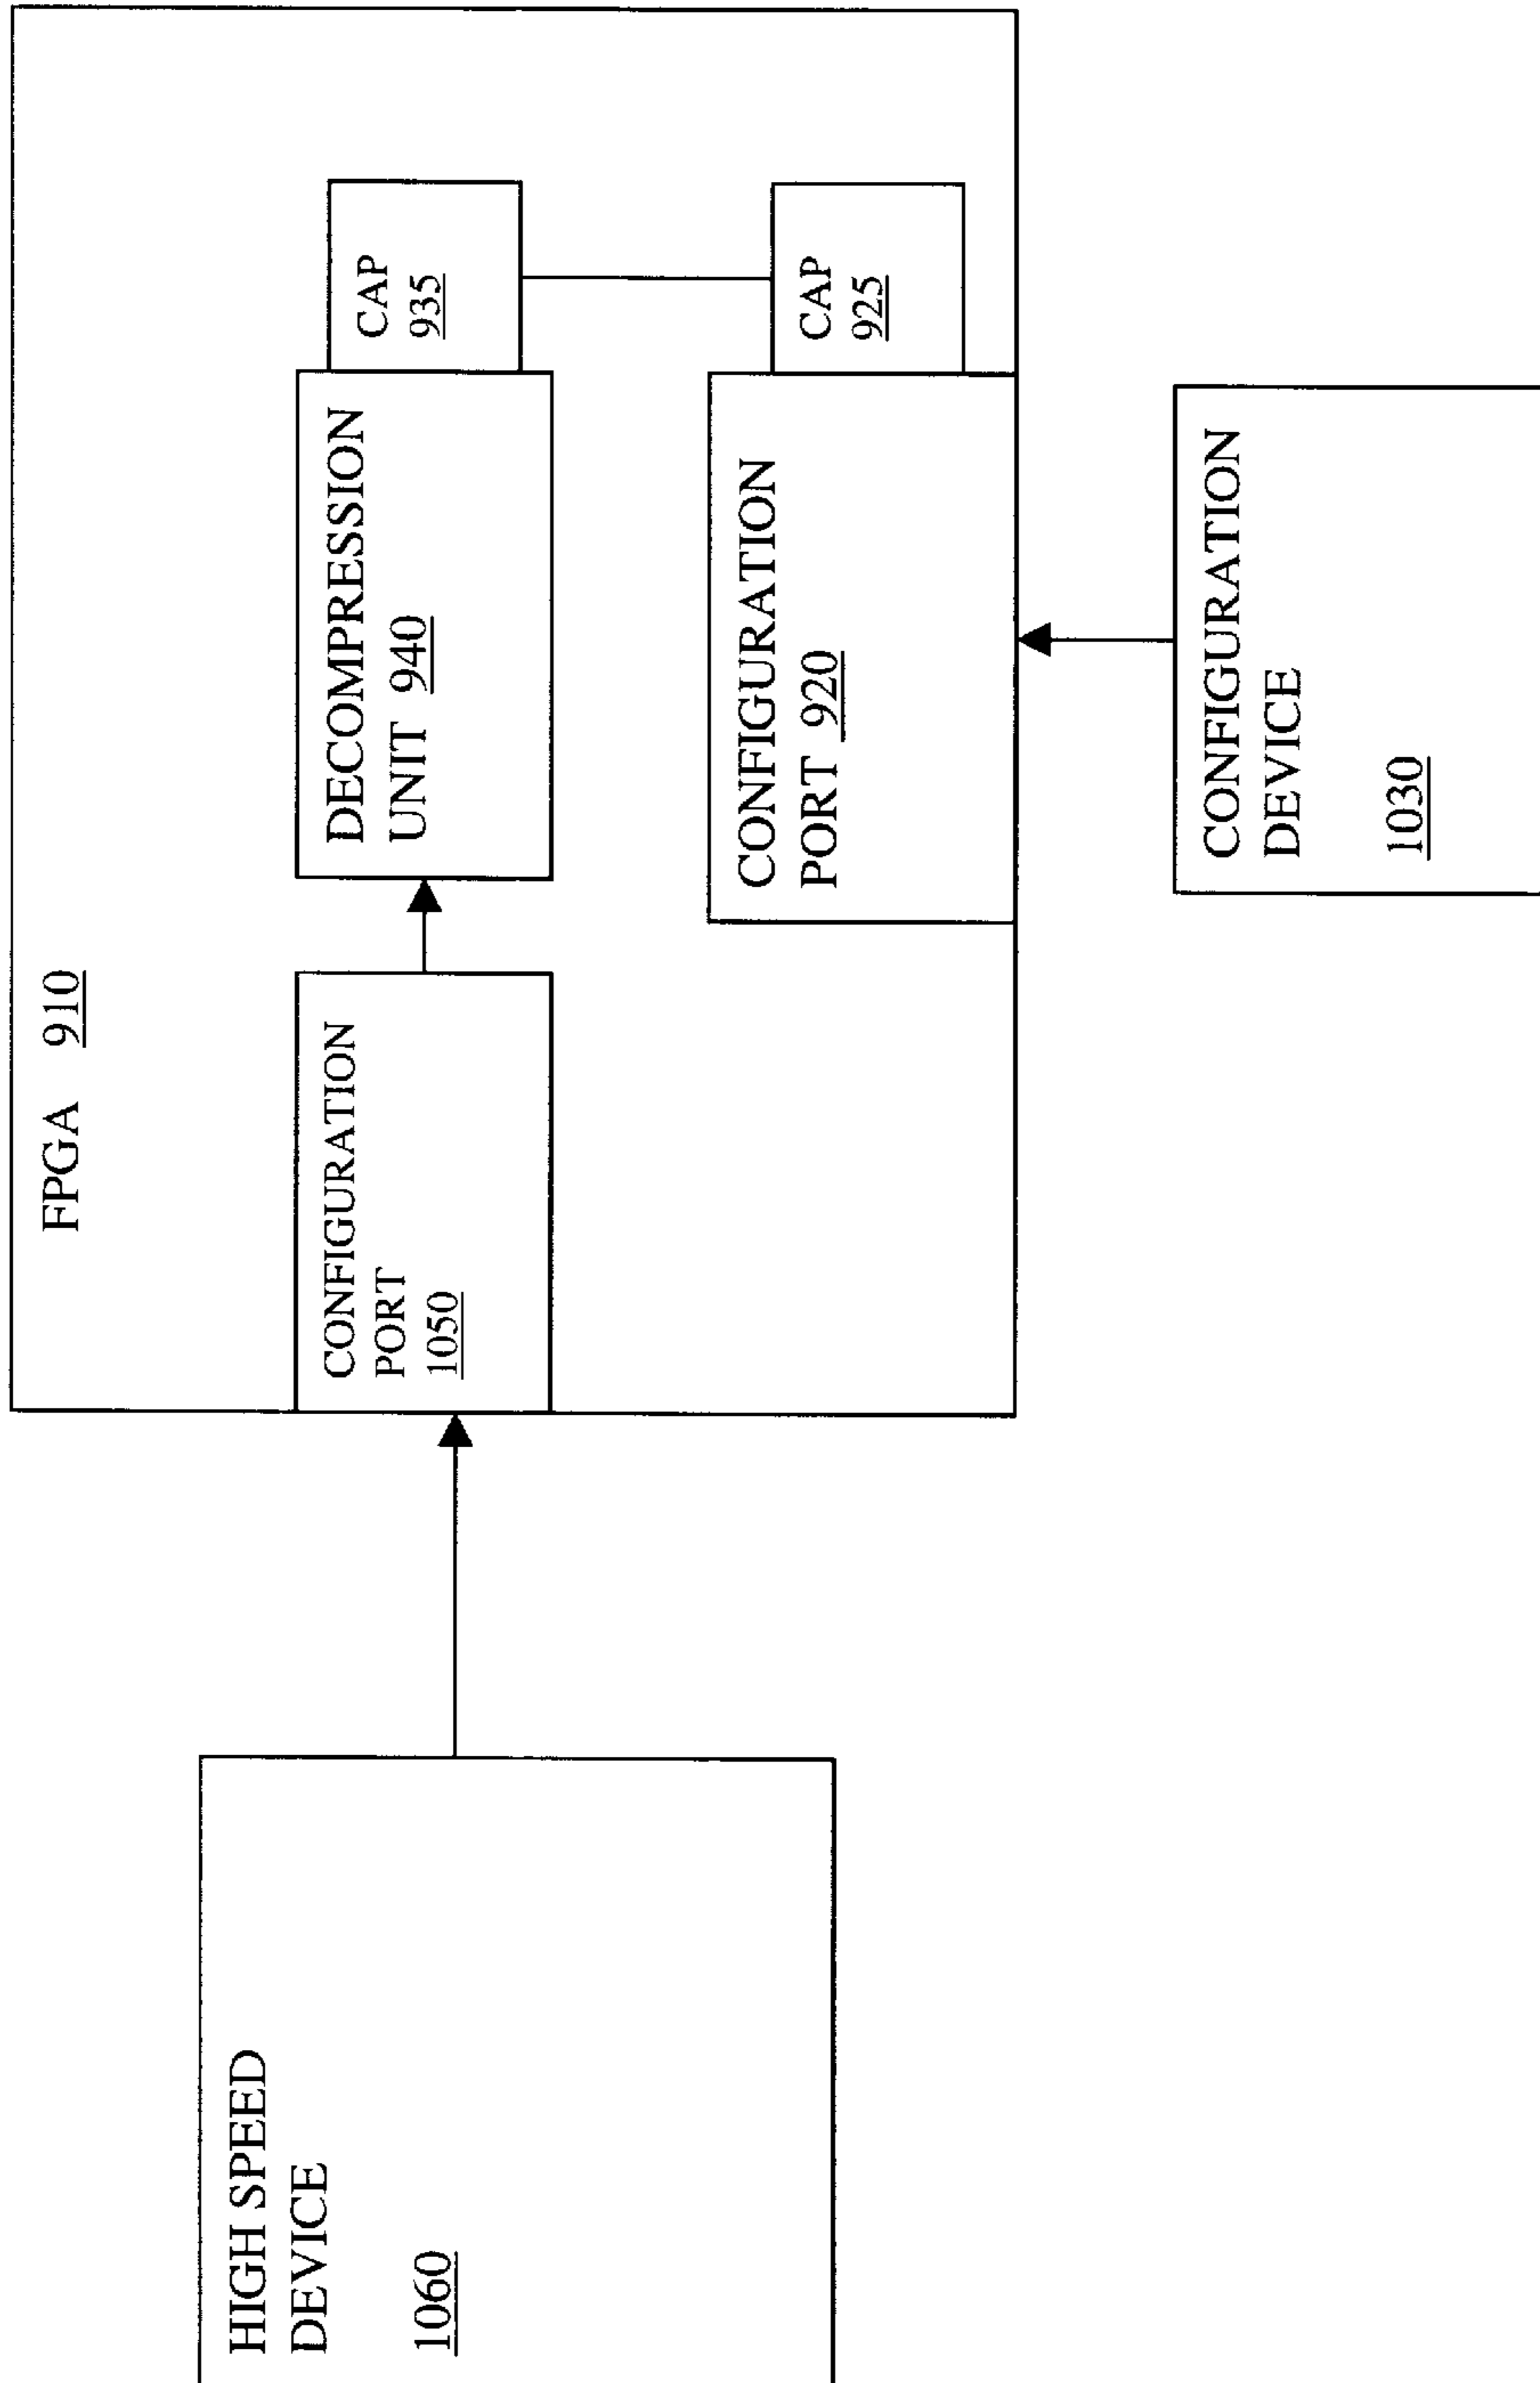 FPGA 910
HIGH SPEED
DEVICE
1060
CONFIGURATION
PORT
1050
DECOMPRESSION
UNIT 940
CAP
935
CONFIGURATION
PORT 920
CAP
925
CONFIGURATION
DEVICE
1030